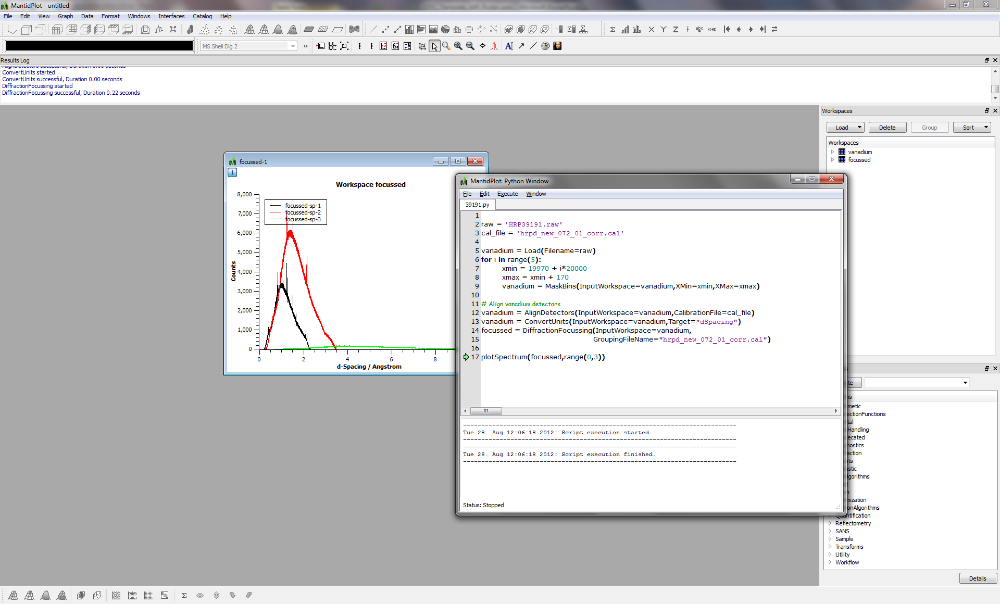 MantidPlot - untitled
File Edit View Graph Data Format Windows Interfaces Catalog Help
MS Shell Dlg 2
Results Log
AlignDetectors successful, Duration 0.00 seconds
ConvertUnits started
ConvertUnits successful, Duration 0.00 seconds
DiffractionFocussing started
DiffractionFocussing successful, Duration 0.22 seconds
Workspaces
Load Delete Group Sort
Workspaces
vanadium
focussed
focussed-1
1
Workspace focussed
8,000
7,000
6,000
5,000
4,000
3,000
2,000
1,000
0
Counts
focussed-sp-1
focussed-sp-2
focussed-sp-3
0 2 4 6 8
d-Spacing / Angstrom
MantidPlot: Python Window
File Edit Execute Window
39191.py
1
2 raw = 'HRP39191.raw'
3 cal_file = 'hrpd_new_072_01_corr.cal'
4
5 vanadium = Load(Filename=raw)
6 for i in range(5):
7 xmin = 19970 + i*20000
8 xmax = xmin + 170
9 vanadium = MaskBins(InputWorkspace=vanadium,XMin=xmin,XMax=xmax)
10
11 # Align vanadium detectors
12 vanadium = AlignDetectors(InputWorkspace=vanadium,CalibrationFile=cal_file)
13 vanadium = ConvertUnits(InputWorkspace=vanadium,Target="dSpacing")
14 focussed = DiffractionFocussing(InputWorkspace=vanadium,
15 GroupingFileName="hrpd_new_072_01_corr.cal")
16
17 plotSpectrum(focussed,range(0,3))
Tue 28. Aug 12:06:18 2012: Script execution started.
Tue 28. Aug 12:06:18 2012: Script execution finished.
Status: Stopped
te
ns
metic
ectionFunctions
tal
Handling
ecated
nostics
action
nts
astic
lgorithms
mization
onAlgorithms
Quantification
Reflectometry
SANS
Sample
Transforms
Utility
Workflow
Details